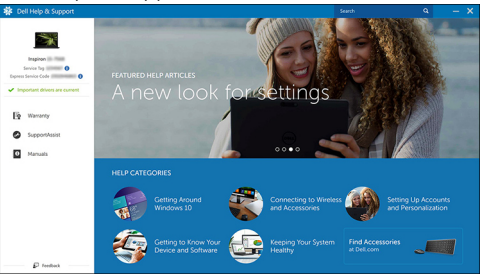 Dell Help & Support
Search
Inspiron
Service Tag
Express Service Code
Important drivers are current
Warranty
SupportAssist
Manuals
Feedback
FEATURED HELP ARTICLES
A new look for settings
HELP CATEGORIES
Getting Around
Windows 10
Connecting to Wireless
and Accessories
Setting Up Accounts
and Personalization
Getting to Know Your
Device and Software
Keeping Your System
Healthy
Find Accessories
at Dell.com